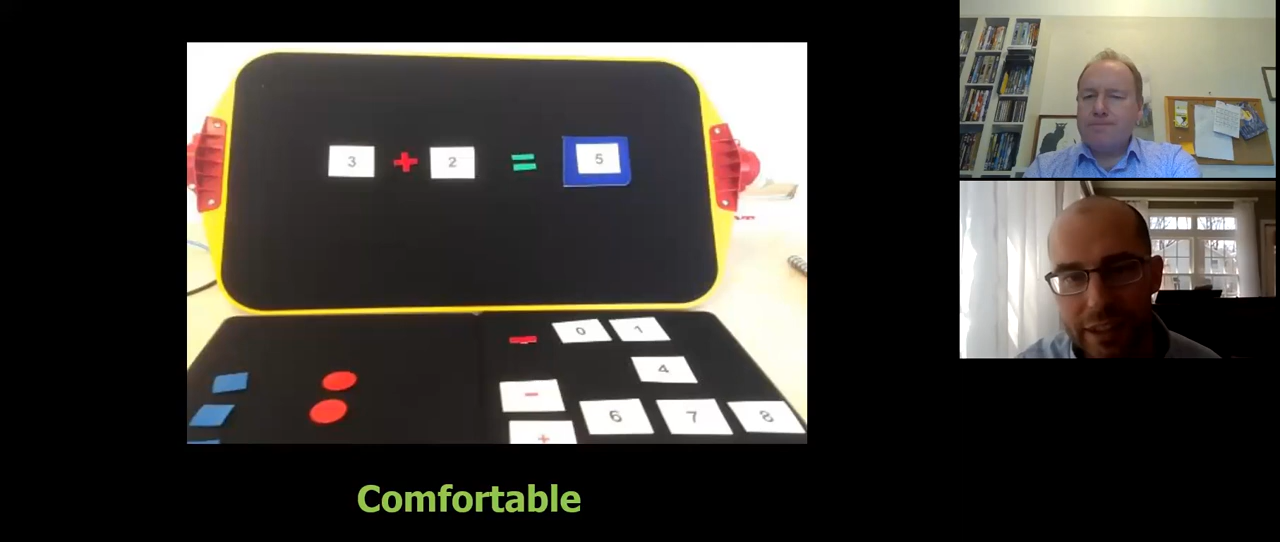 3 + 2 = 5
- 0 1
4
- 6 7 8
+
Comfortable